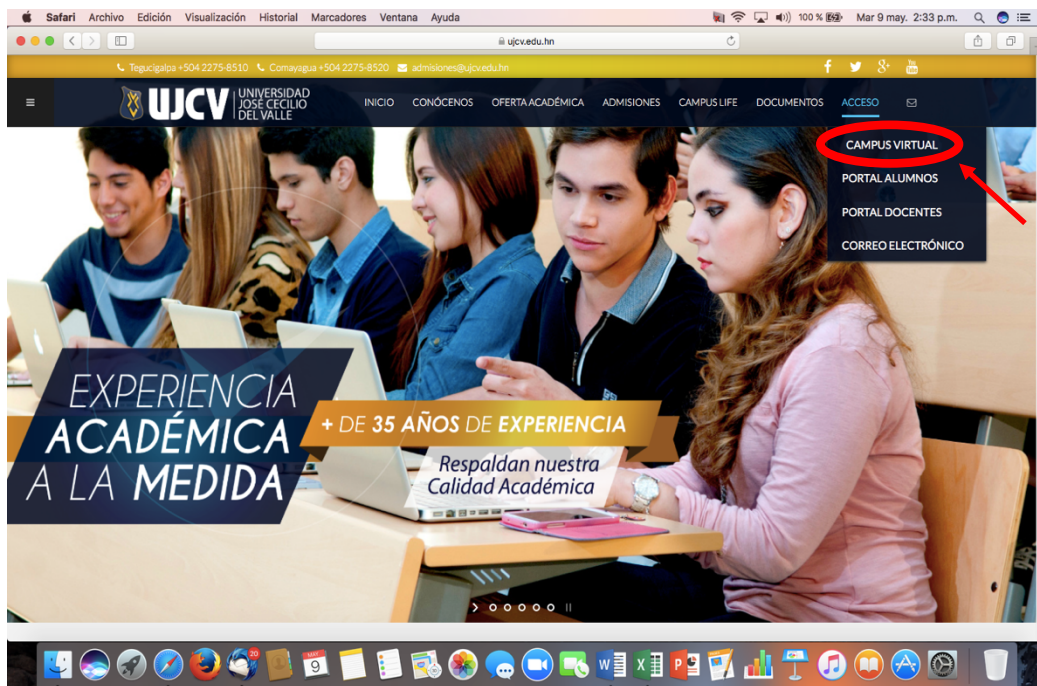 Safari Archivo Edición Visualización Historial Marcadores Ventana Ayuda 100 % Mar 9 may. 2:33 p.m.
ujcv.edu.hn
Tegucigalpa +504 2275-8510 Comayagua +504 2275-8520 admisiones@ujcv.edu.hn
UJCV UNIVERSIDAD
JOSÉ CECILIO
DEL VALLE
INICIO CONÓCENOS OFERTA ACADÉMICA ADMISIONES CAMPUS LIFE DOCUMENTOS ACCESO
CAMPUS VIRTUAL
PORTAL ALUMNOS
PORTAL DOCENTES
CORREO ELECTRÓNICO
EXPERIENCIA
ACADÉMICA
A LA MEDIDA
+ DE 35 AÑOS DE EXPERIENCIA
Respaldan nuestra
Calidad Académica
20
MAY
9